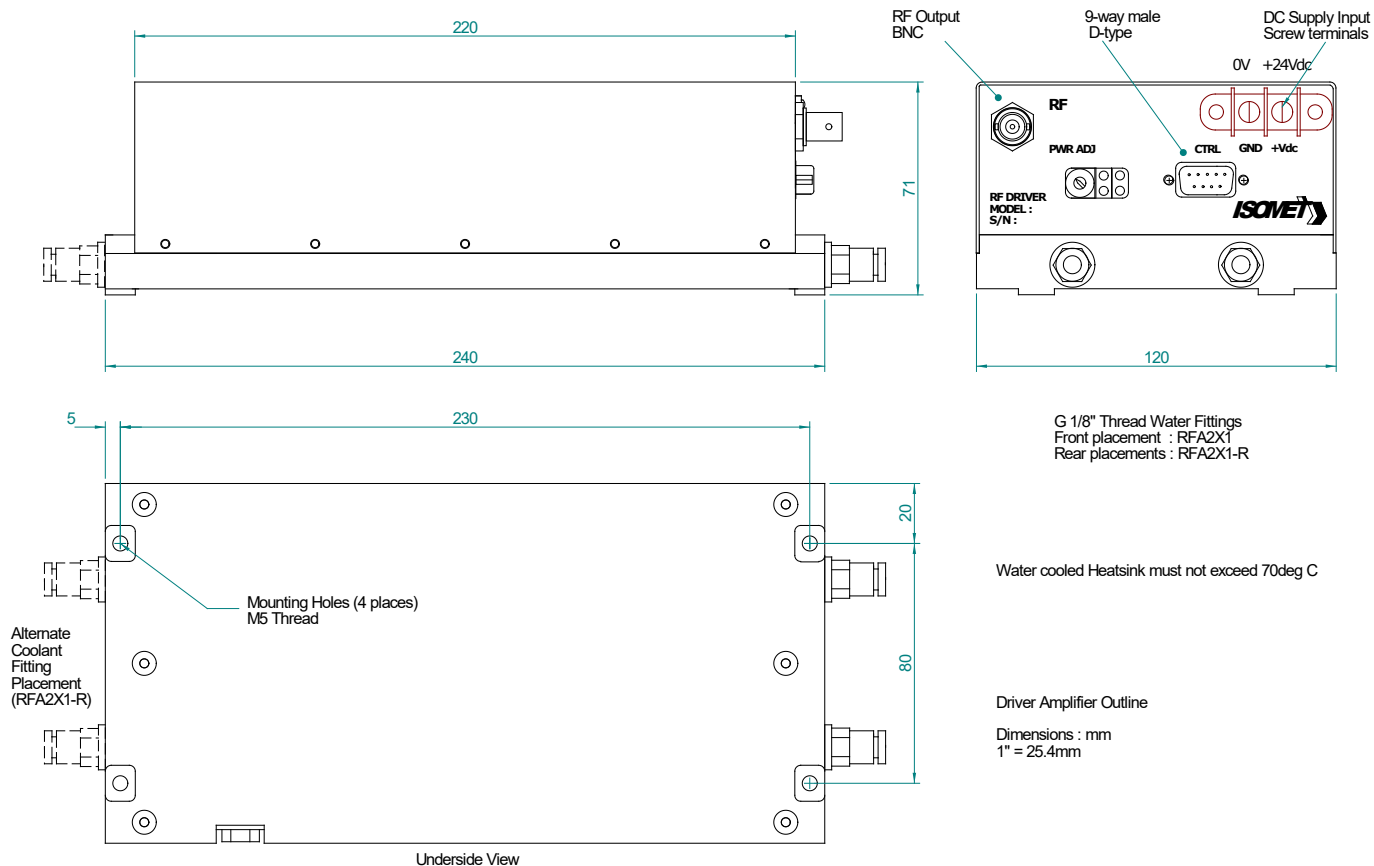 220
RF Output
BNC
9-way male
D-type
DC Supply Input
Screw terminals
0V +24Vdc
RF
PWR ADJ
CTRL GND +Vdc
RF DRIVER
MODEL :
S/N :
ISOMET
71
240
120
5
230
G 1/8" Thread Water Fittings
Front placement : RFA2X1
Rear placements : RFA2X1-R
20
Water cooled Heatsink must not exceed 70deg C
Mounting Holes (4 places)
M5 Thread
Alternate
Coolant
Fitting
Placement
(RFA2X1-R)
80
Driver Amplifier Outline
Dimensions : mm
1" = 25.4mm
Underside View